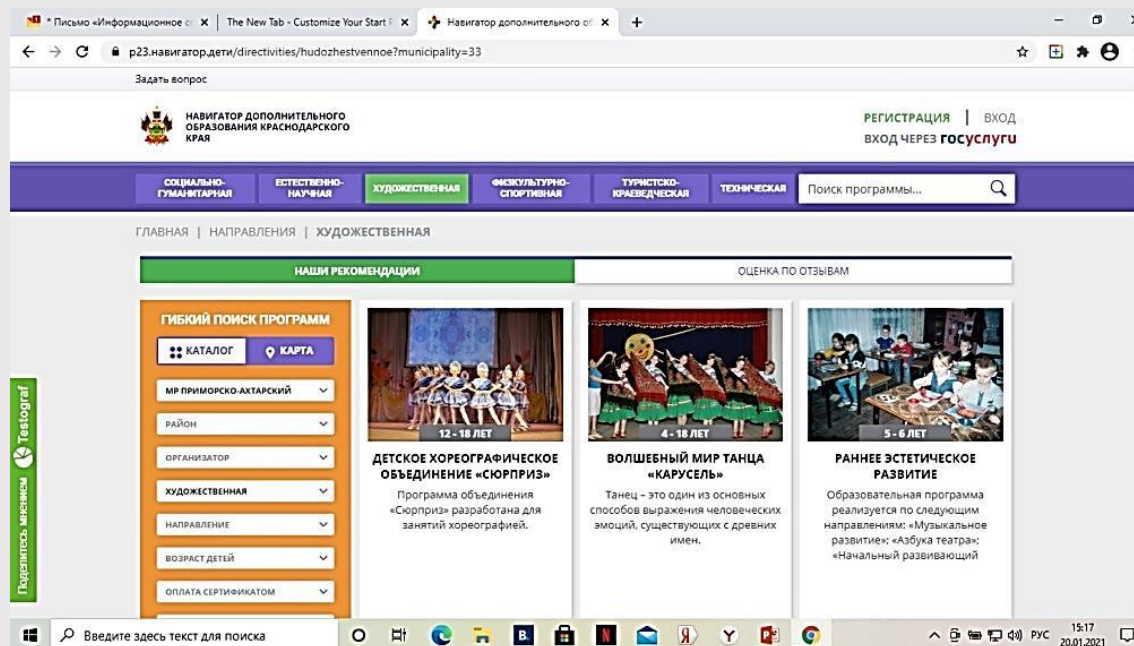 * Письмо «Информационное с
The New Tab - Customize Your Start P
Навигатор дополнительного об
p23.навигатор.дети/directivities/hudozhestvennoe?municipality=33
Задать вопрос
НАВИГАТОР ДОПОЛНИТЕЛЬНОГО
ОБРАЗОВАНИЯ КРАСНОДАРСКОГО
КРАЯ
РЕГИСТРАЦИЯ | ВХОД
ВХОД ЧЕРЕЗ госуслуги
СОЦИАЛЬНО-
ГУМАНИТАРНАЯ
ЕСТЕСТВЕННО-
НАУЧНАЯ
ХУДОЖЕСТВЕННАЯ
ФИЗКУЛЬТУРНО-
СПОРТИВНАЯ
ТУРИСТСКО-
КРАЕВЕДЧЕСКАЯ
ТЕХНИЧЕСКАЯ
Поиск программы...
ГЛАВНАЯ | НАПРАВЛЕНИЯ | ХУДОЖЕСТВЕННАЯ
НАШИ РЕКОМЕНДАЦИИ
ОЦЕНКА ПО ОТЗЫВАМ
ГИБКИЙ ПОИСК ПРОГРАММ
КАТАЛОГ
КАРТА
МР ПРИМОРСКО-АХТАРСКИЙ
РАЙОН
ОРГАНИЗАТОР
ХУДОЖЕСТВЕННАЯ
НАПРАВЛЕНИЕ
ВОЗРАСТ ДЕТЕЙ
ОПЛАТА СЕРТИФИКАТОМ
12 - 18 ЛЕТ
ДЕТСКОЕ ХОРЕОГРАФИЧЕСКОЕ
ОБЪЕДИНЕНИЕ «СЮРПРИЗ»
Программа объединения
«Сюрприз» разработана для
занятий хореографией.
4 - 18 ЛЕТ
ВОЛШЕБНЫЙ МИР ТАНЦА
«КАРУСЕЛЬ»
Танец – это один из основных
способов выражения человеческих
эмоций, существующих с древних
имен.
5 - 6 ЛЕТ
РАННЕЕ ЭСТЕТИЧЕСКОЕ
РАЗВИТИЕ
Образовательная программа
реализуется по следующим
направлениям: «Музыкальное
развитие»; «Азбука театра»;
«Начальный развивающий
Поделитесь мнением Testograf
Введите здесь текст для поиска
РУС
15:17
20.01.2021